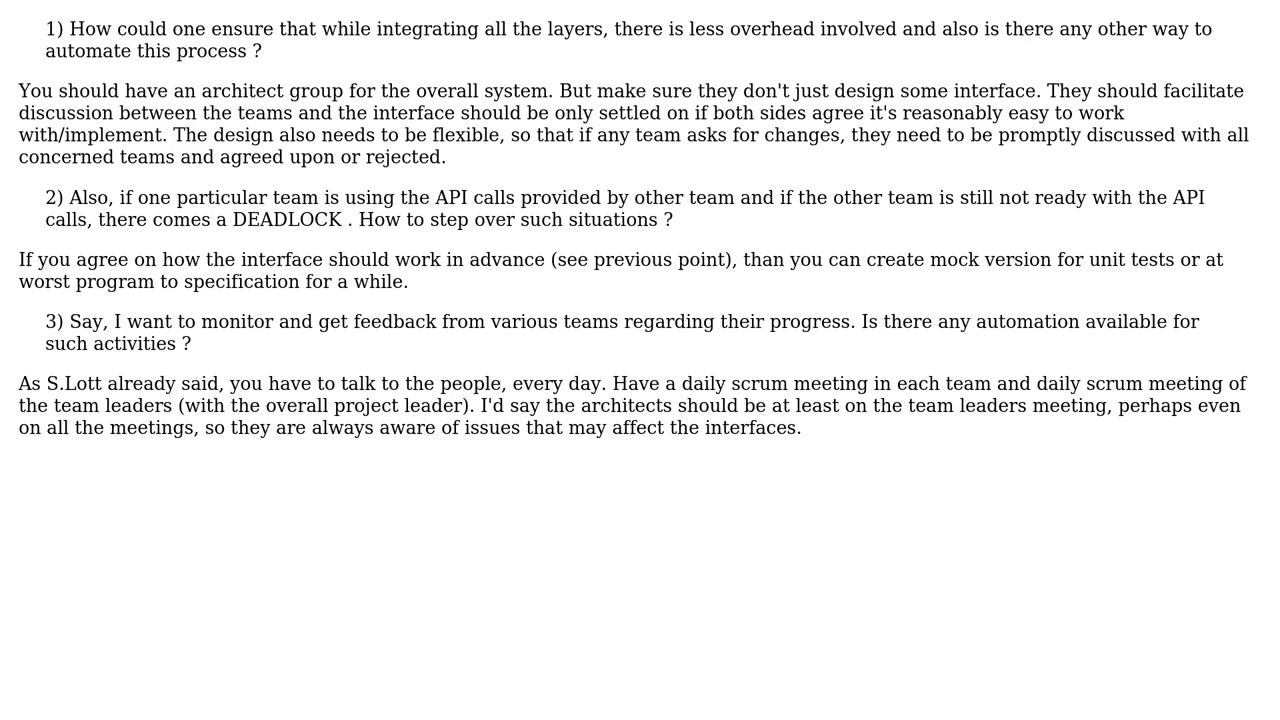 1) How could one ensure that while integrating all the layers, there is less overhead involved and also is there any other way to
automate this process ?
You should have an architect group for the overall system. But make sure they don't just design some interface. They should facilitate
discussion between the teams and the interface should be only settled on if both sides agree it's reasonably easy to work
with/implement. The design also needs to be flexible, so that if any team asks for changes, they need to be promptly discussed with all
concerned teams and agreed upon or rejected.
2) Also, if one particular team is using the API calls provided by other team and if the other team is still not ready with the API
calls, there comes a DEADLOCK . How to step over such situations ?
If you agree on how the interface should work in advance (see previous point), than you can create mock version for unit tests or at
worst program to specification for a while.
3) Say, I want to monitor and get feedback from various teams regarding their progress. Is there any automation available for
such activities ?
As S.Lott already said, you have to talk to the people, every day. Have a daily scrum meeting in each team and daily scrum meeting of
the team leaders (with the overall project leader). I'd say the architects should be at least on the team leaders meeting, perhaps even
on all the meetings, so they are always aware of issues that may affect the interfaces.